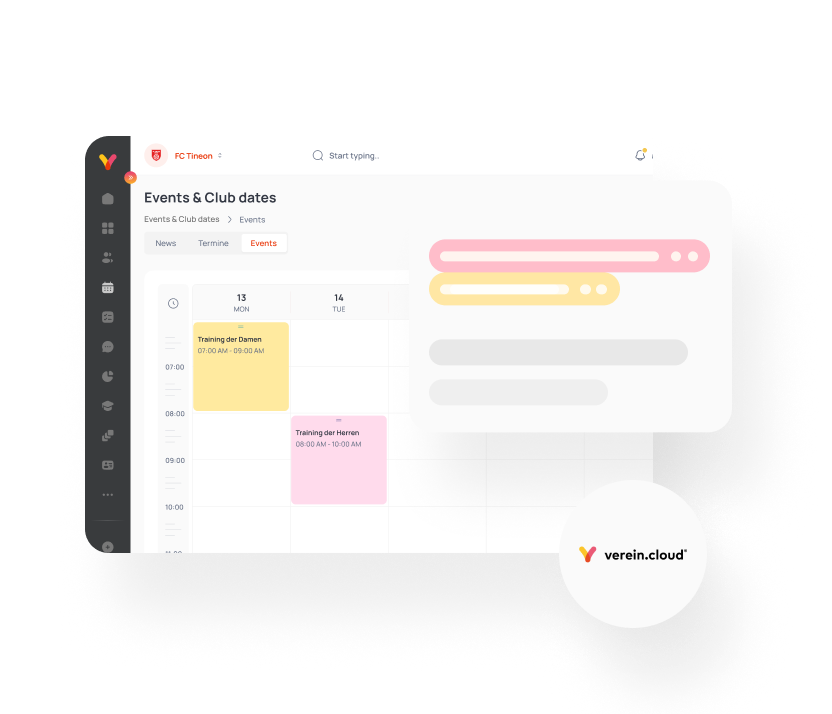 FC Tineon
Start typing..
Events & Club dates
Events & Club dates > Events
News Termine Events
13 14
MON TUE
Training der Damen
07:00 AM - 09:00 AM
07:00
08:00
Training der Herren
08:00 AM - 10:00 AM
09:00
10:00
verein.cloud®